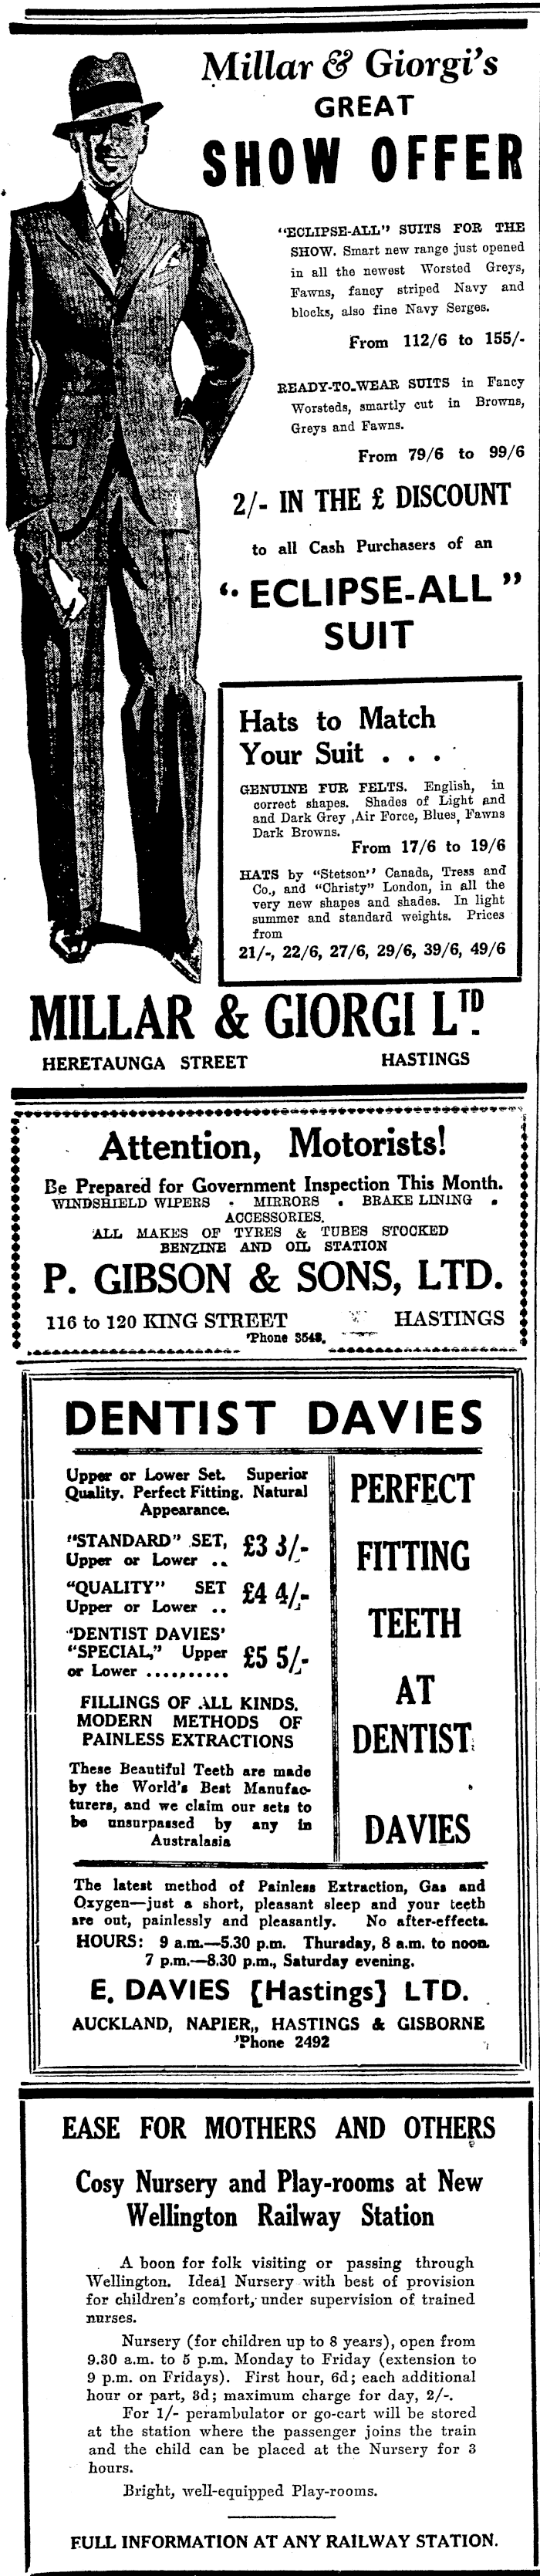 Millar & Giorgi's
GREAT
SHOW OFFER
"ECLIPSE-ALL" SUITS FOR THE
SHOW. Smart new range just opened
in all the newest Worsted Greys,
Fawns, fancy striped Navy and
blocks, also fine Navy Serges.
From 112/6 to 155/-
READY-TO-WEAR SUITS in Fancy
Worsteds, smartly cut in Browns,
Greys and Fawns.
From 79/6 to 99/6
2/- IN THE £ DISCOUNT
to all Cash Purchasers of an
"ECLIPSE-ALL"
SUIT
Hats to Match
Your Suit . . .
GENUINE FUR FELTS. English, in
correct shapes. Shades of Light and
and Dark Grey ,Air Force, Blues, Fawns
Dark Browns.
From 17/6 to 19/6
HATS by "Stetson" Canada, Tress and
Co., and "Christy" London, in all the
very new shapes and shades. In light
summer and standard weights. Prices
from
21/-, 22/6, 27/6, 29/6, 39/6, 49/6
MILLAR & GIORGI LTD.
HERETAUNGA STREET HASTINGS
Attention, Motorists!
Be Prepared for Government Inspection This Month.
WINDSHIELD WIPERS • MIRRORS • BRAKE LINING •
ACCESSORIES.
ALL MAKES OF TYRES & TUBES STOCKED
BENZINE AND OIL STATION
P. GIBSON & SONS, LTD.
116 to 120 KING STREET HASTINGS
'Phone 3548.
DENTIST DAVIES
Upper or Lower Set. Superior
Quality. Perfect Fitting. Natural
Appearance.
"STANDARD" SET,
Upper or Lower .. £3 3/-
"QUALITY" SET
Upper or Lower .. £4 4/-
'DENTIST DAVIES'
"SPECIAL," Upper
or Lower .......... £5 5/-
FILLINGS OF ALL KINDS.
MODERN METHODS OF
PAINLESS EXTRACTIONS
These Beautiful Teeth are made
by the World's Best Manufac-
turers, and we claim our sets to
be unsurpassed by any in
Australasia
PERFECT
FITTING
TEETH
AT
DENTIST
DAVIES
The latest method of Painless Extraction, Gas and
Oxygen—just a short, pleasant sleep and your teeth
are out, painlessly and pleasantly. No after-effects.
HOURS: 9 a.m.—5.30 p.m. Thursday, 8 a.m. to noon.
7 p.m.—8.30 p.m., Saturday evening.
E. DAVIES [Hastings] LTD.
AUCKLAND, NAPIER,, HASTINGS & GISBORNE
'Phone 2492
EASE FOR MOTHERS AND OTHERS
Cosy Nursery and Play-rooms at New
Wellington Railway Station
A boon for folk visiting or passing through
Wellington. Ideal Nursery with best of provision
for children's comfort, under supervision of trained
nurses.
Nursery (for children up to 8 years), open from
9.30 a.m. to 5 p.m. Monday to Friday (extension to
9 p.m. on Fridays). First hour, 6d; each additional
hour or part, 3d; maximum charge for day, 2/-.
For 1/- perambulator or go-cart will be stored
at the station where the passenger joins the train
and the child can be placed at the Nursery for 3
hours.
Bright, well-equipped Play-rooms.
FULL INFORMATION AT ANY RAILWAY STATION.